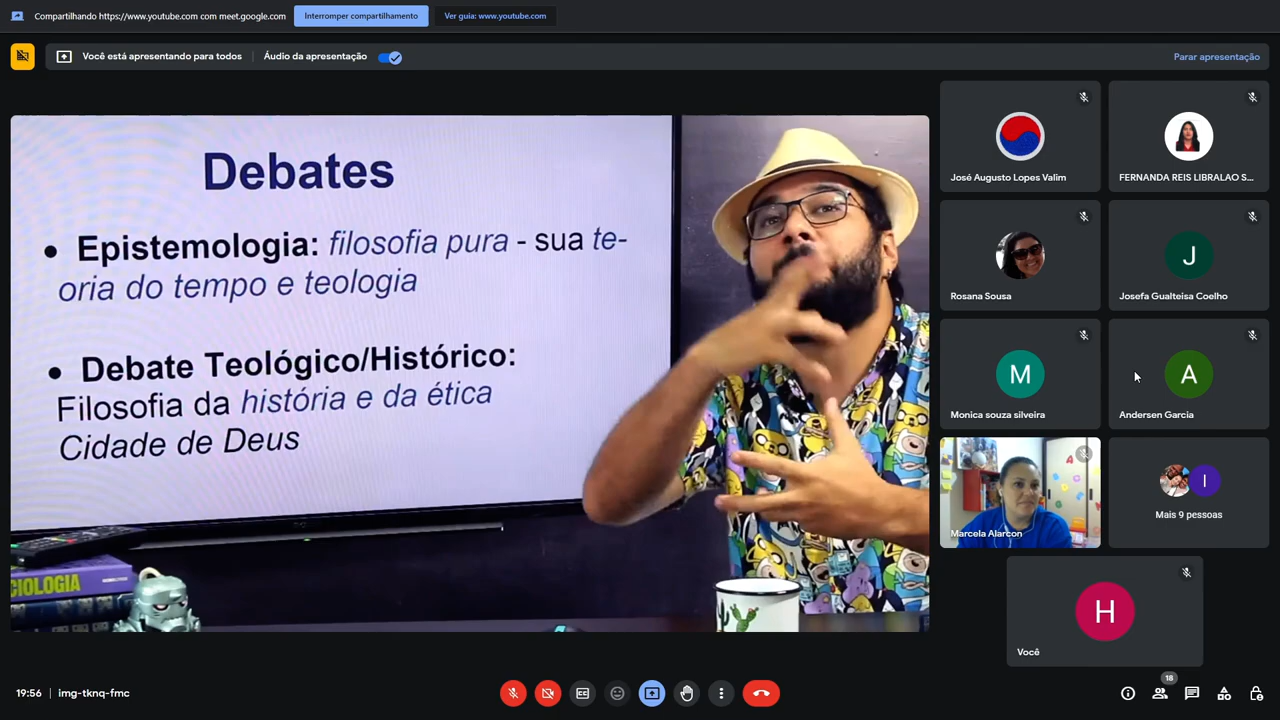 Compartilhando https://www.youtube.com com meet.google.com
Interromper compartilhamento
Ver guia: www.youtube.com
Você está apresentando para todos
Áudio da apresentação
Parar apresentação
Debates
• Epistemologia: filosofia pura - sua te-
oria do tempo e teologia
• Debate Teológico/Histórico:
Filosofia da história e da ética
Cidade de Deus
CIOLOGIA
José Augusto Lopes Valim
FERNANDA REIS LIBRALAO S...
Rosana Sousa
J
Josefa Gualteisa Coelho
M
Monica souza silveira
A
Andersen Garcia
Marcela Alarcon
I
Mais 9 pessoas
H
Você
19:56
img-tknq-fmc
18